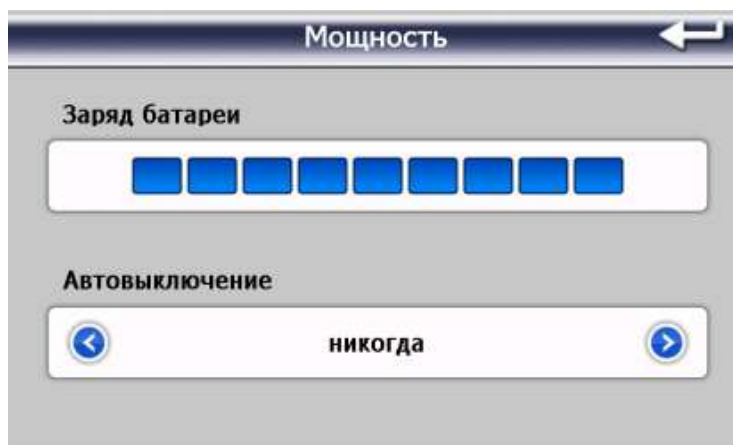 Мощность
Заряд батареи
Автовыключение
никогда